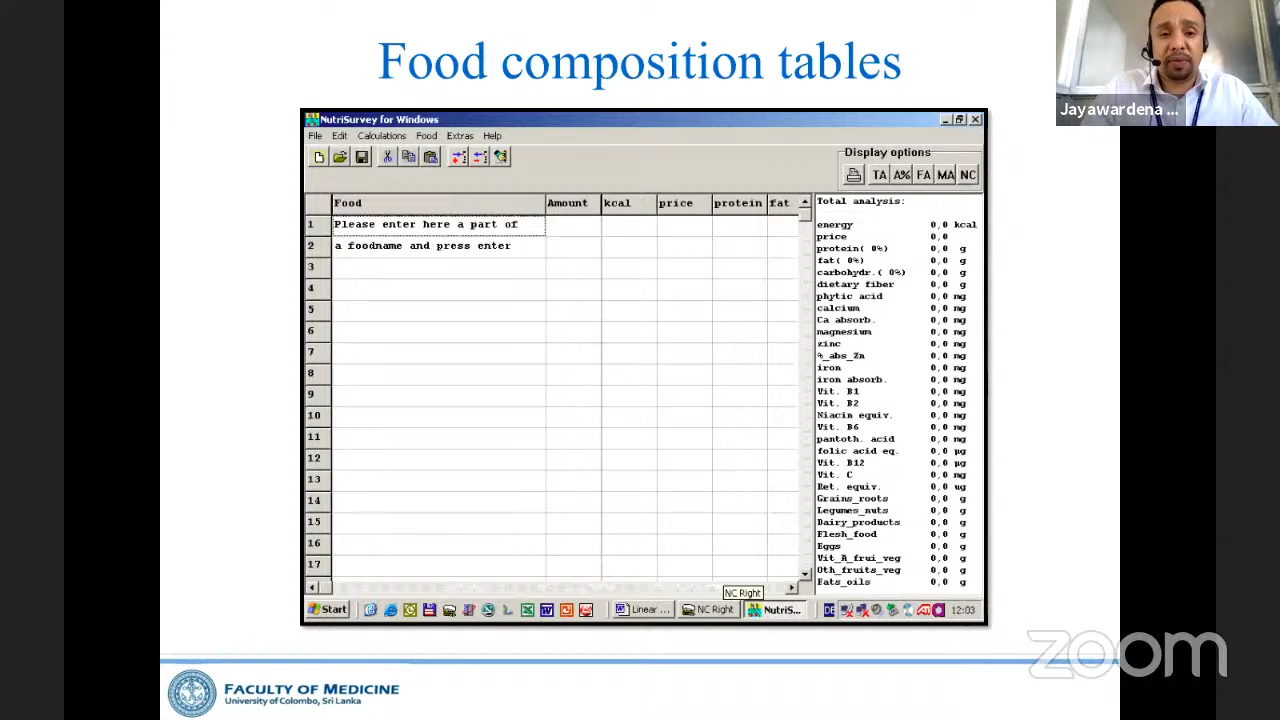 Food composition tables
Jayawardena ...
NutriSurvey for Windows
File Edit Calculations Food Extras Help
Display options
TA A% FA MA NC
Food Amount kcal price protein fat
1 Please enter here a part of
2 a foodname and press enter
3
4
5
6
7
8
9
10
11
12
13
14
15
16
17
Total analysis:
energy 0,0 kcal
price 0,0
protein( 0%) 0,0 g
fat( 0%) 0,0 g
carbohydr.( 0%) 0,0 g
dietary fiber 0,0 g
phytic acid 0,0 mg
calcium 0,0 mg
Ca absorb. 0,0 mg
magnesium 0,0 mg
zinc 0,0 mg
%_abs_Zn 0,0 mg
iron 0,0 mg
iron absorb. 0,0 mg
Vit. B1 0,0 mg
Vit. B2 0,0 mg
Niacin equiv. 0,0 mg
Vit. B6 0,0 mg
pantoth. acid 0,0 mg
folic acid eq. 0,0 µg
Vit. B12 0,0 µg
Vit. C 0,0 mg
Ret. equiv. 0,0 ug
Grains_roots 0,0 g
Legumes_nuts 0,0 g
Dairy_products 0,0 g
Flesh_food 0,0 g
Eggs 0,0 g
Vit_A_frui_veg 0,0 g
Oth_fruits_veg 0,0 g
Fats_oils 0,0 g
NC Right
Start Linear ... NC Right NutriS... DE 12:03
zoom
FACULTY OF MEDICINE
University of Colombo, Sri Lanka